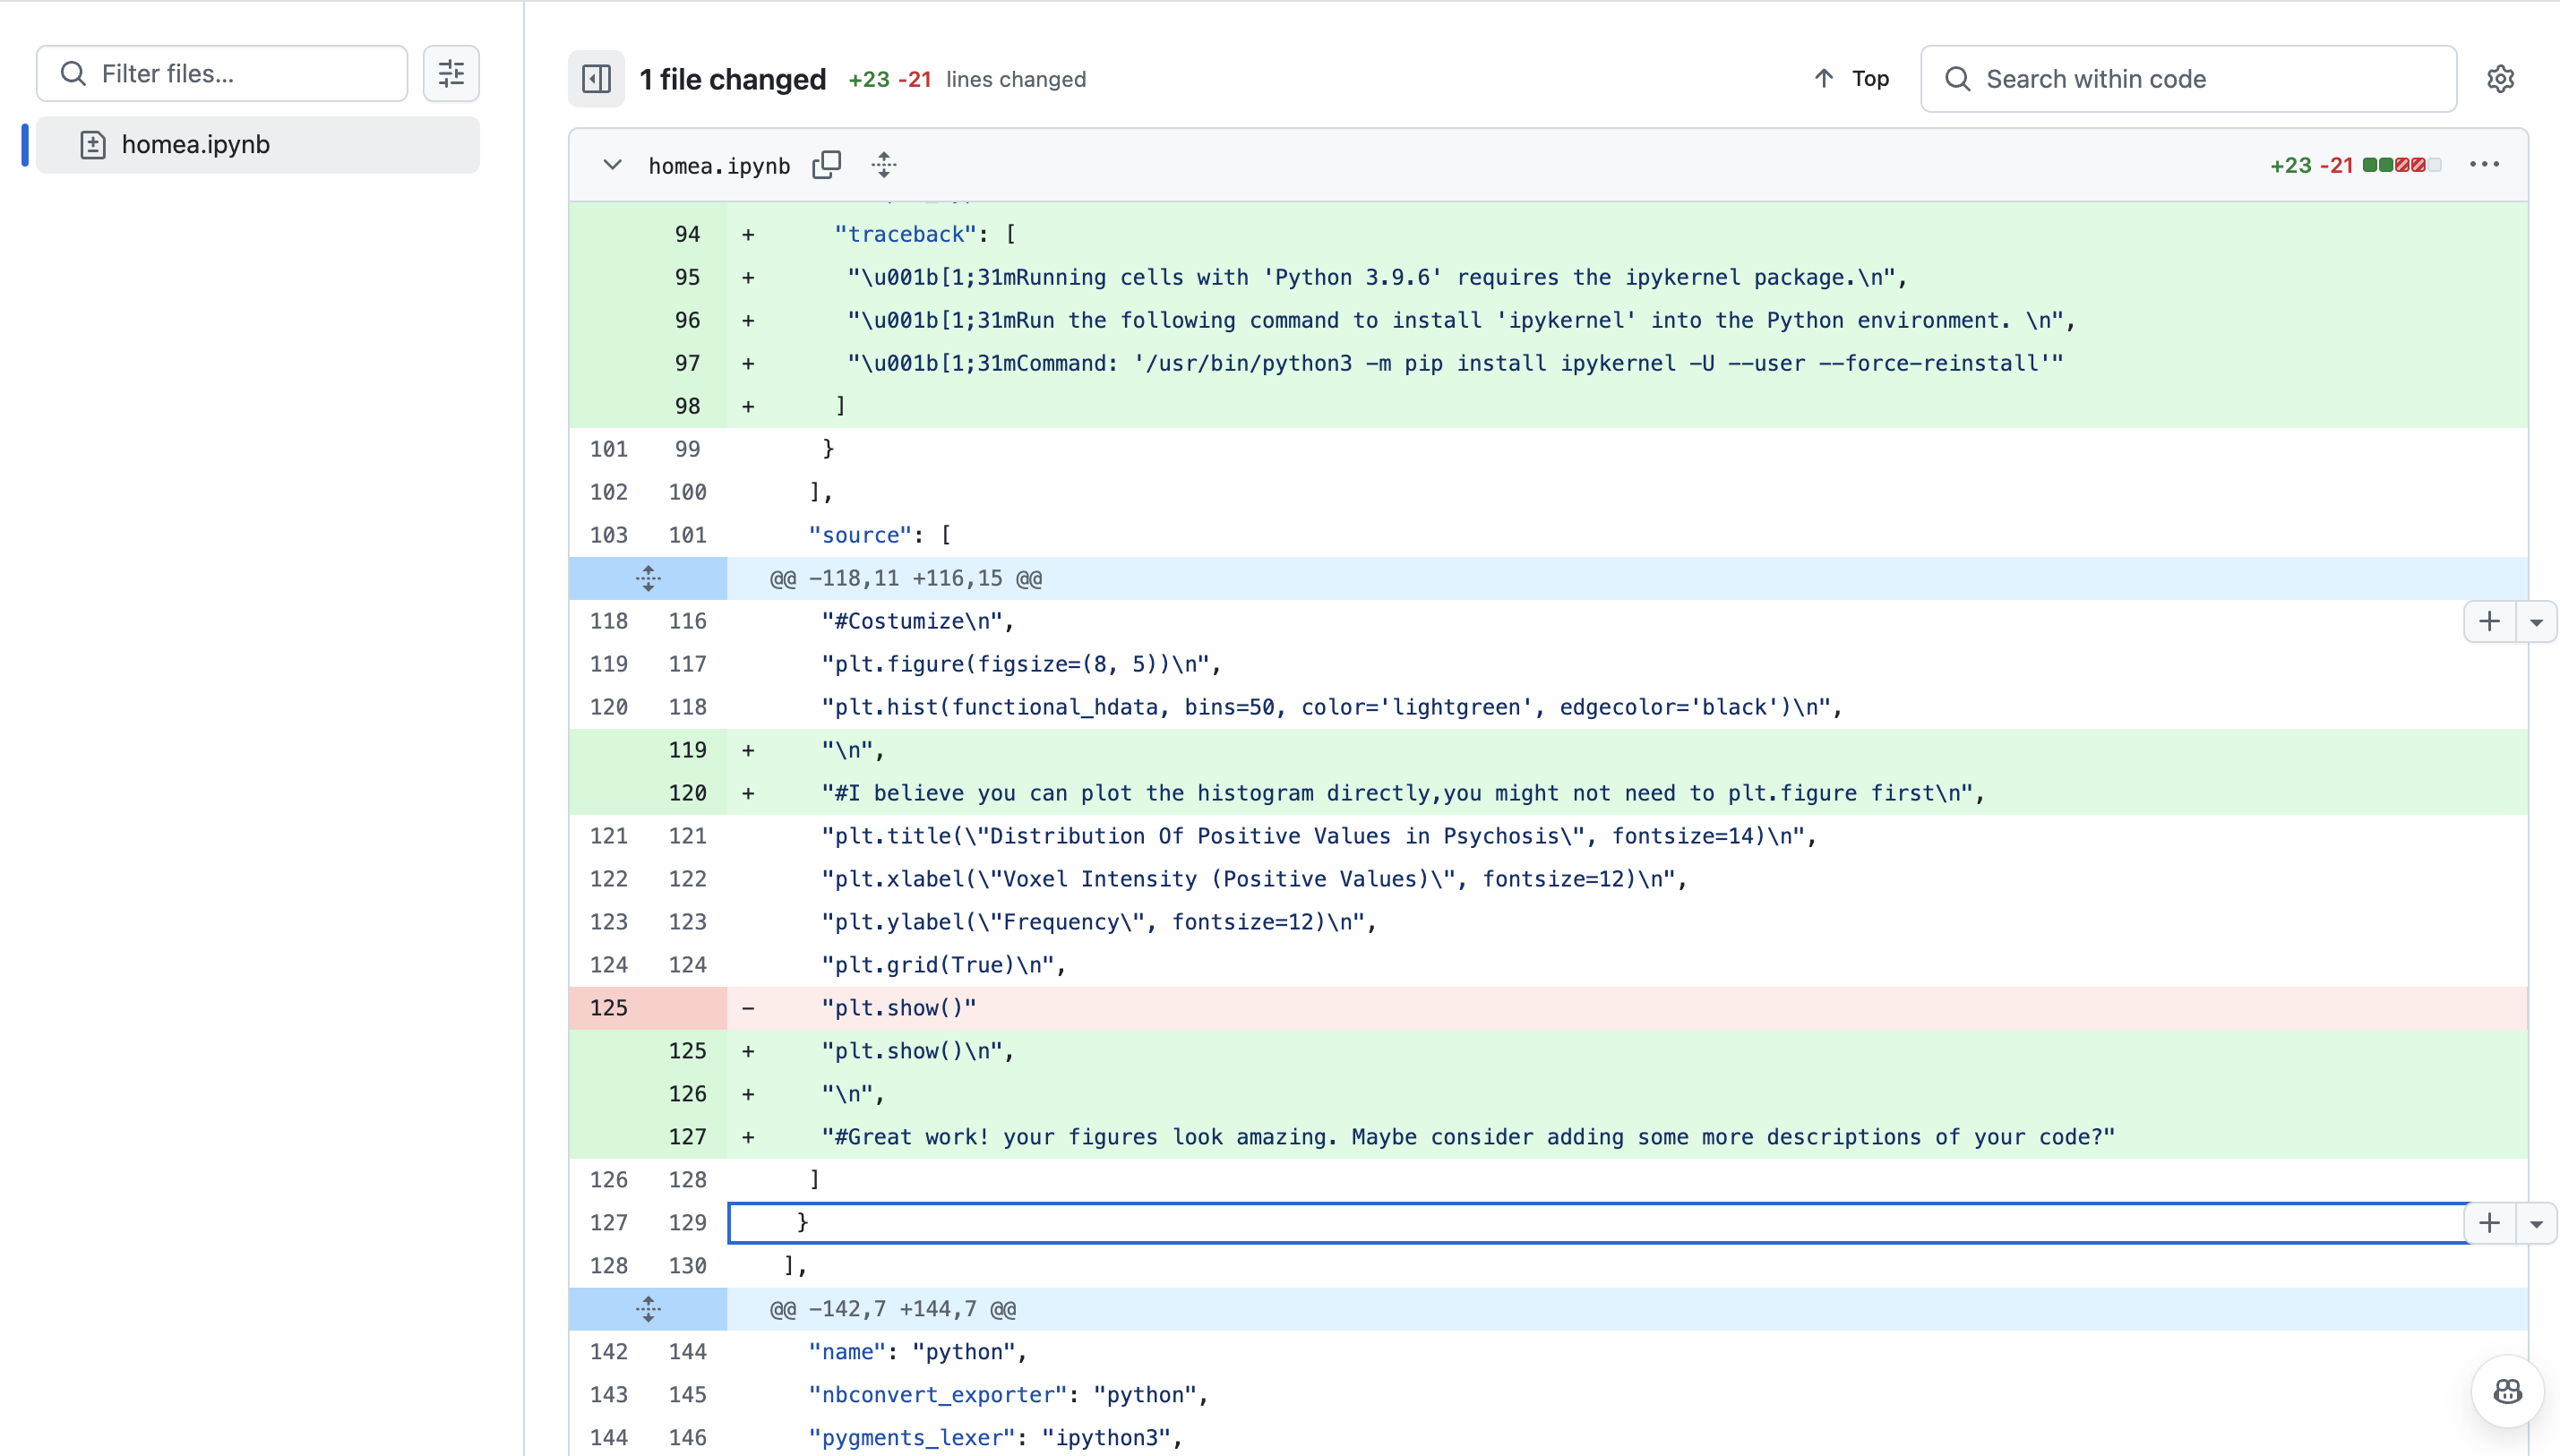 Filter files...
homea.ipynb
1 file changed +23 -21 lines changed
Top
Search within code
homea.ipynb
+23 -21
94 + "traceback": [
95 + "\u001b[1;31mRunning cells with 'Python 3.9.6' requires the ipykernel package.\n",
96 + "\u001b[1;31mRun the following command to install 'ipykernel' into the Python environment. \n",
97 + "\u001b[1;31mCommand: '/usr/bin/python3 -m pip install ipykernel -U --user --force-reinstall'"
98 + ]
101 99 }
102 100 ],
103 101 "source": [
@@ -118,11 +116,15 @@
118 116 "#Costumize\n",
119 117 "plt.figure(figsize=(8, 5))\n",
120 118 "plt.hist(functional_hdata, bins=50, color='lightgreen', edgecolor='black')\n",
119 + "\n",
120 + "#I believe you can plot the histogram directly,you might not need to plt.figure first\n",
121 121 "plt.title(\"Distribution Of Positive Values in Psychosis\", fontsize=14)\n",
122 122 "plt.xlabel(\"Voxel Intensity (Positive Values)\", fontsize=12)\n",
123 123 "plt.ylabel(\"Frequency\", fontsize=12)\n",
124 124 "plt.grid(True)\n",
125 - "plt.show()"
125 + "plt.show()\n",
126 + "\n",
127 + "#Great work! your figures look amazing. Maybe consider adding some more descriptions of your code?"
126 128 ]
127 129 }
128 130 ],
@@ -142,7 +144,7 @@
142 144 "name": "python",
143 145 "nbconvert_exporter": "python",
144 146 "pygments_lexer": "ipython3",